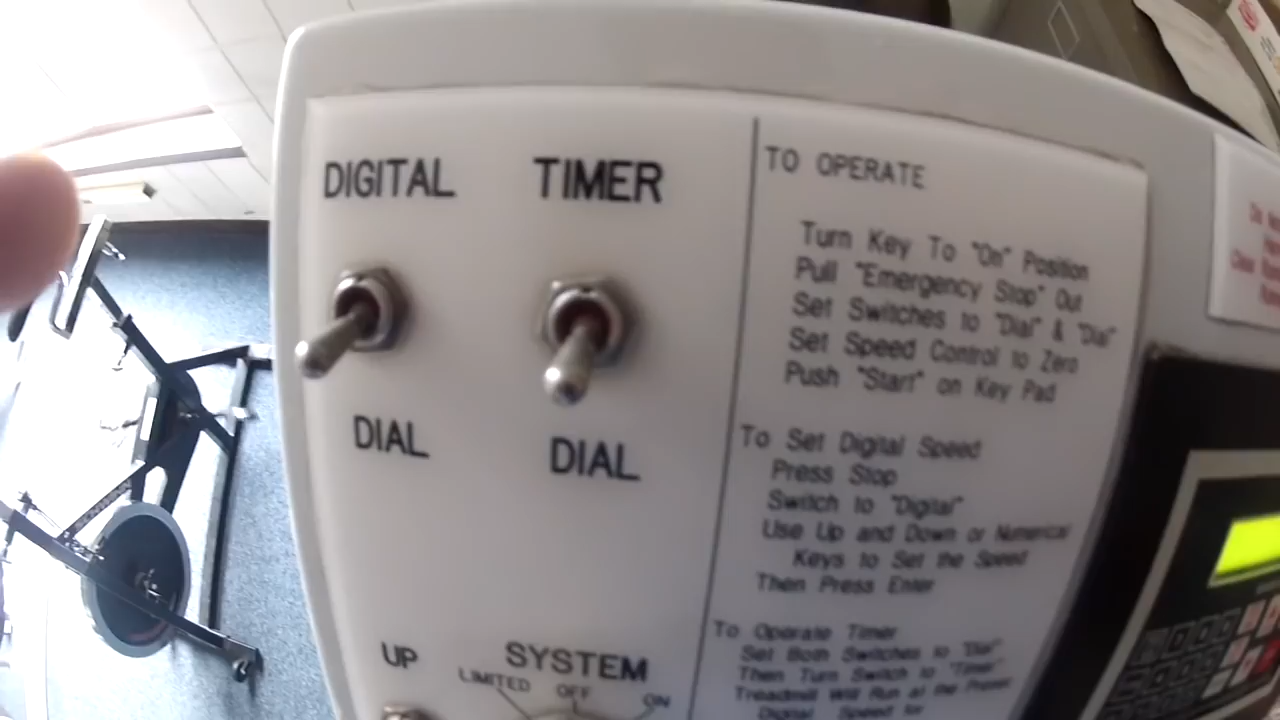 DIGITAL
TIMER
DIAL
DIAL
UP
SYSTEM
LIMITED
OFF
ON
TO OPERATE
Turn Key To "On" Position
Pull "Emergency Stop" Out
Set Switches to "Dial" & "Dial"
Set Speed Control to Zero
Push "Start" on Key Pad
To Set Digital Speed
Press Stop
Switch to "Digital"
Use Up and Down or Numerical
Keys to Set the Speed
Then Press Enter
To Operate Timer
Set Both Switches to "Dial"
Then Turn Switch to "Timer"
Treadmill Will Run at the Preset
Digital Speed for